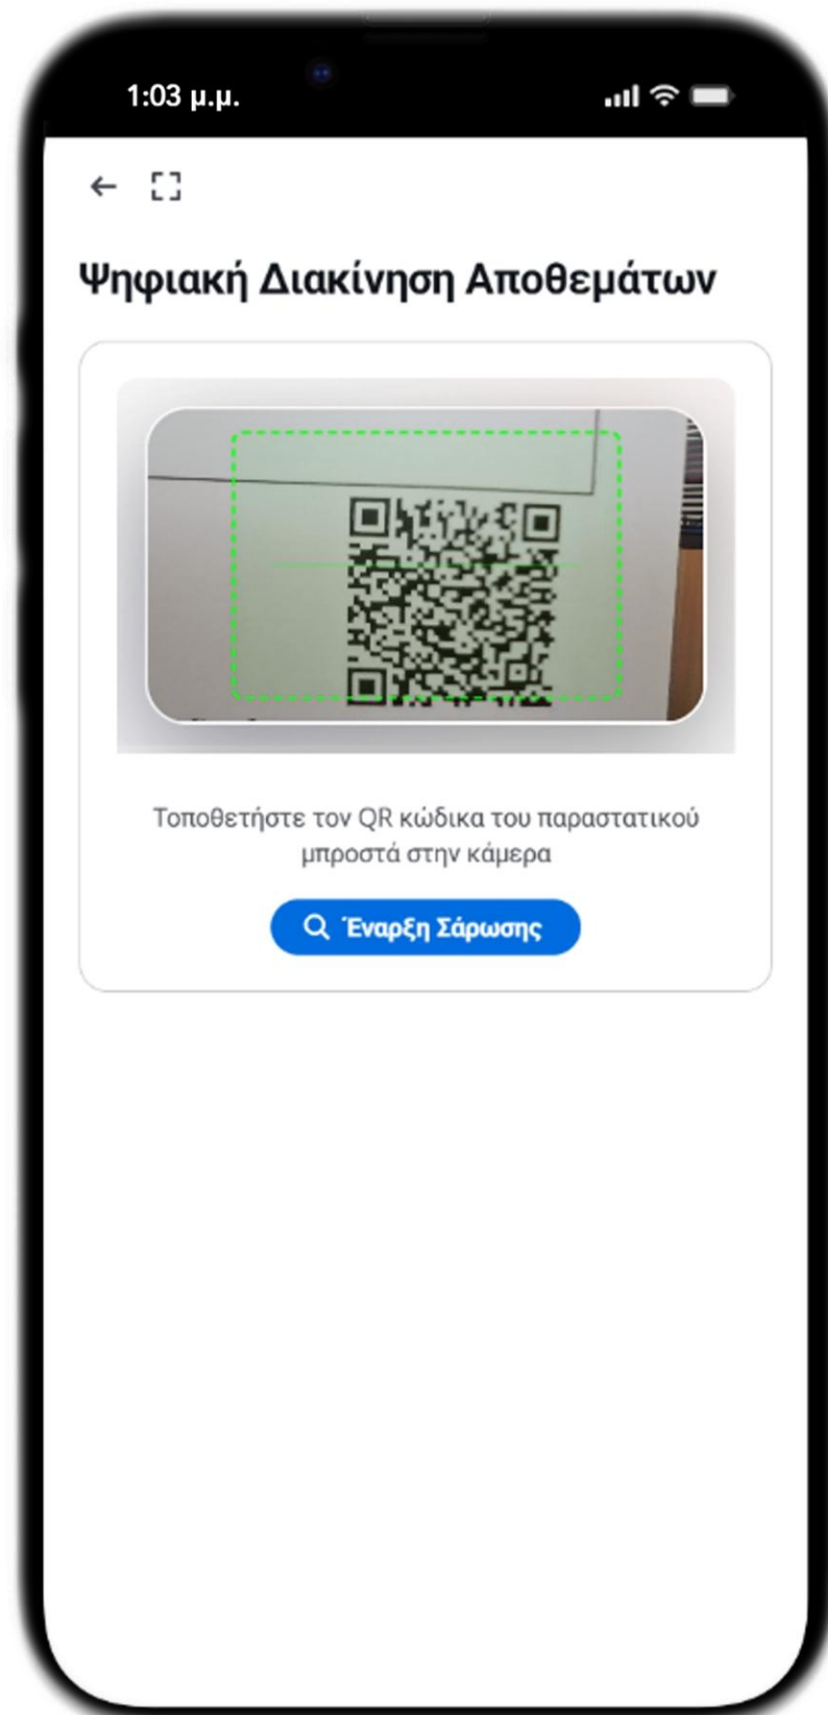 1:03 μ.μ.
Ψηφιακή Διακίνηση Αποθεμάτων
Τοποθετήστε τον QR κώδικα του παραστατικού
μπροστά στην κάμερα
Έναρξη Σάρωσης